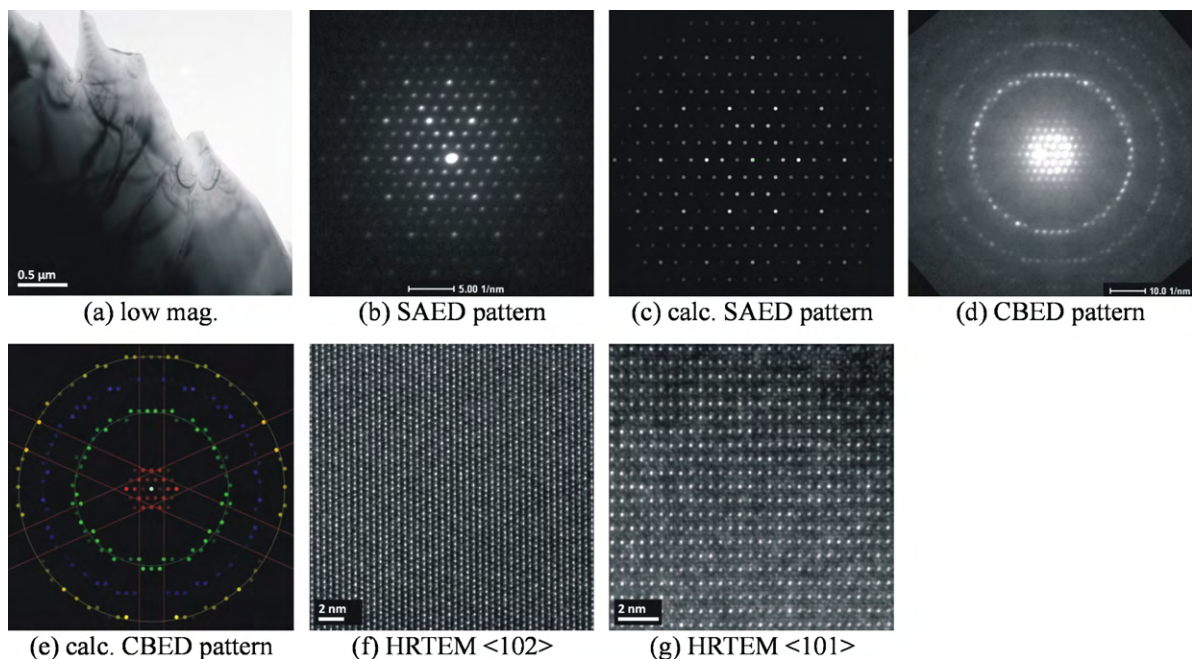 0.5 μm
5.00 1/nm
10.0 1/nm
(a) low mag.
(b) SAED pattern
(c) calc. SAED pattern
(d) CBED pattern
2 nm
2 nm
(e) calc. CBED pattern
(f) HRTEM <102>
(g) HRTEM <101>